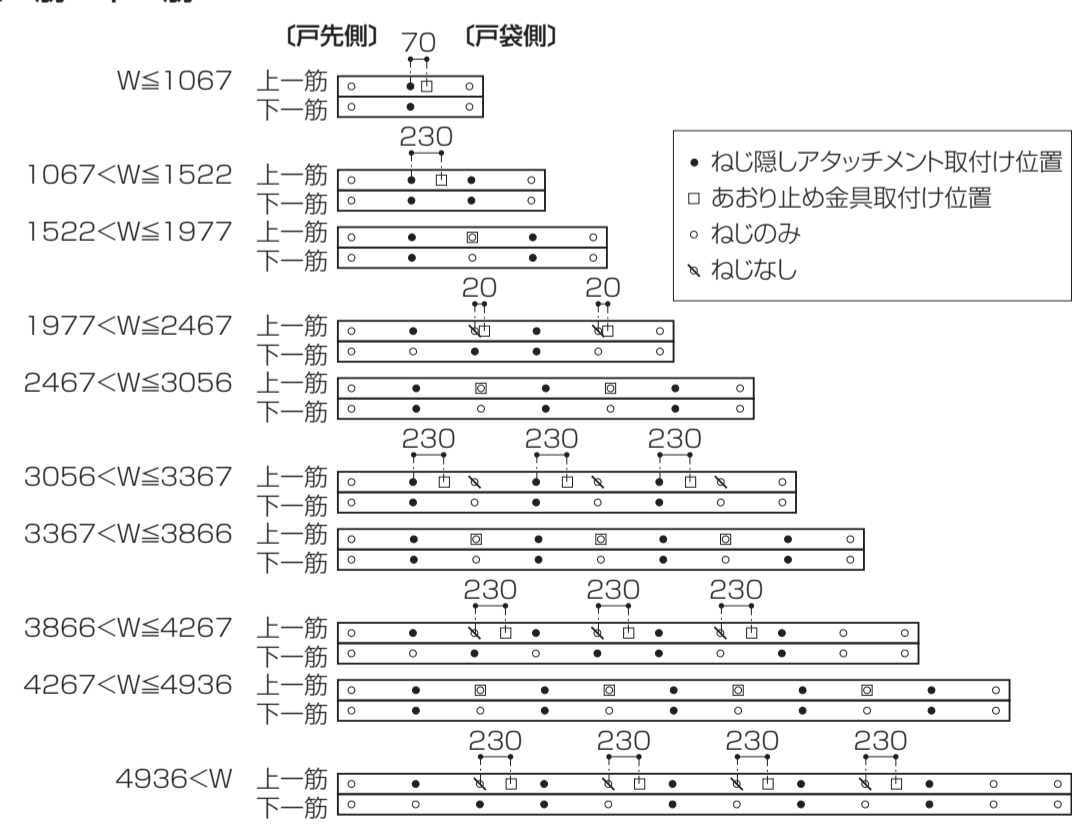 〔戸先側〕 70 〔戸袋側〕
W≦1067 上一筋
下一筋
230
1067<W≦1522 上一筋
下一筋
1522<W≦1977 上一筋
下一筋
● ねじ隠しアタッチメント取付け位置
□ あおり止め金具取付け位置
○ ねじのみ
ねじなし
20 20
1977<W≦2467 上一筋
下一筋
2467<W≦3056 上一筋
下一筋
230 230 230
3056<W≦3367 上一筋
下一筋
3367<W≦3866 上一筋
下一筋
230 230 230
3866<W≦4267 上一筋
下一筋
4267<W≦4936 上一筋
下一筋
230 230 230 230
4936<W 上一筋
下一筋